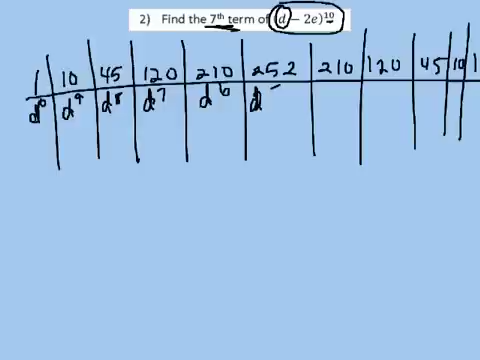 2) Find the 7th term of (d − 2e)10
1 10 45 120 210 252 210 120 45 10 1
d10 d9 d8 d7 d6 d